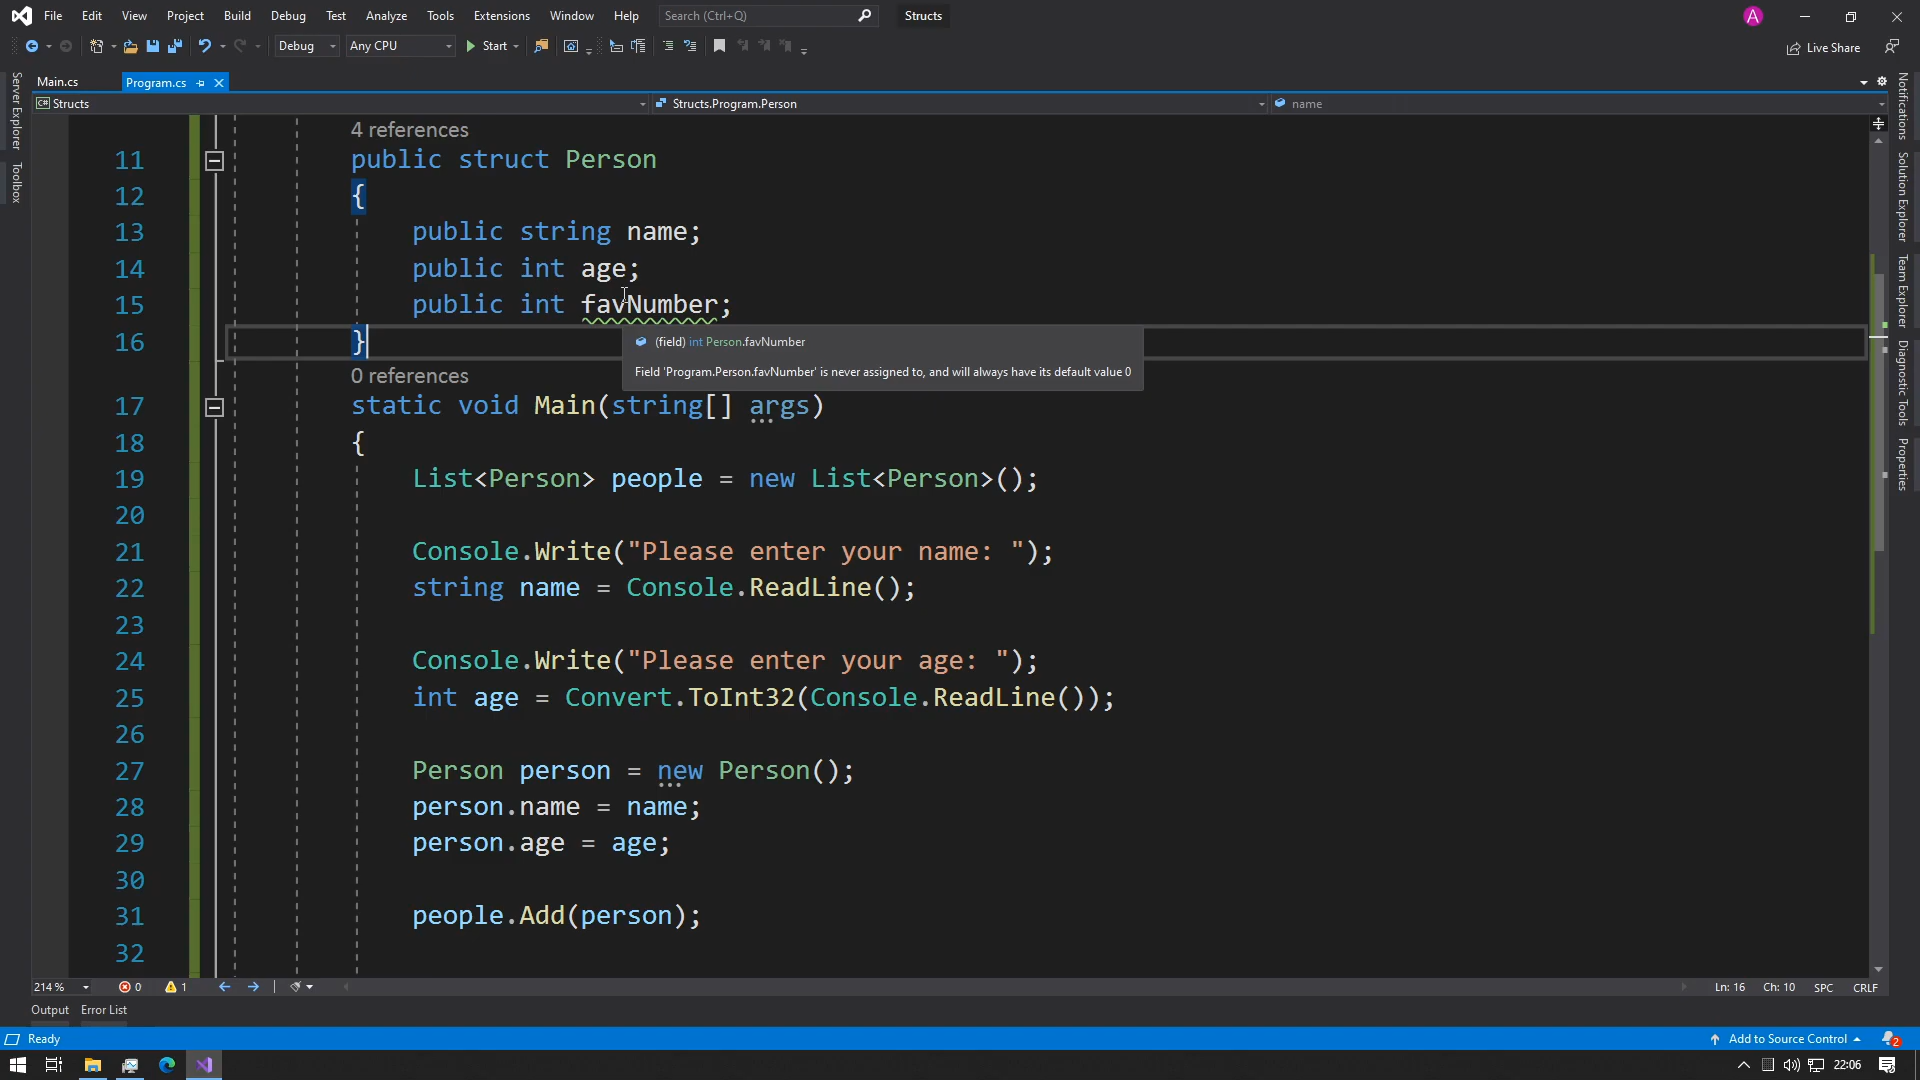 File Edit View Project Build Debug Test Analyze Tools Extensions Window Help Search (Ctrl+Q) Structs A
Debug Any CPU Start Live Share
Main.cs Program.cs
C# Structs Structs.Program.Person name
Server Explorer
Toolbox
Notifications
Solution Explorer
Team Explorer
Diagnostic Tools
Properties
4 references
11 public struct Person
12 {
13 public string name;
14 public int age;
15 public int favNumber;
16 }
(field) int Person.favNumber
Field 'Program.Person.favNumber' is never assigned to, and will always have its default value 0
0 references
17 static void Main(string[] args)
18 {
19 List<Person> people = new List<Person>();
20
21 Console.Write("Please enter your name: ");
22 string name = Console.ReadLine();
23
24 Console.Write("Please enter your age: ");
25 int age = Convert.ToInt32(Console.ReadLine());
26
27 Person person = new Person();
28 person.name = name;
29 person.age = age;
30
31 people.Add(person);
32
214 % 0 1 Ln: 16 Ch: 10 SPC CRLF
Output Error List
Ready Add to Source Control 2
22:06